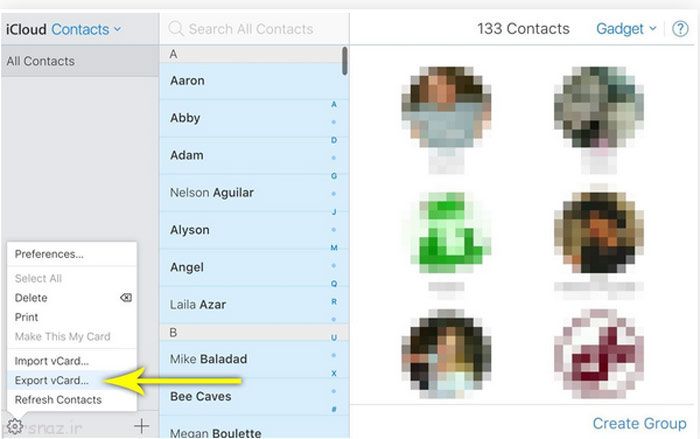 iCloud Contacts
Search All Contacts
133 Contacts
Gadget
?
All Contacts
A
Aaron
Abby
Adam
Nelson Aguilar
Alyson
Angel
Laila Azar
B
Mike Baladad
Bee Caves
Megan Boulette
A
D
G
J
M
Q
R
U
X
#
Preferences...
Select All
Delete
Print
Make This My Card
Import vCard...
Export vCard...
Refresh Contacts
Create Group